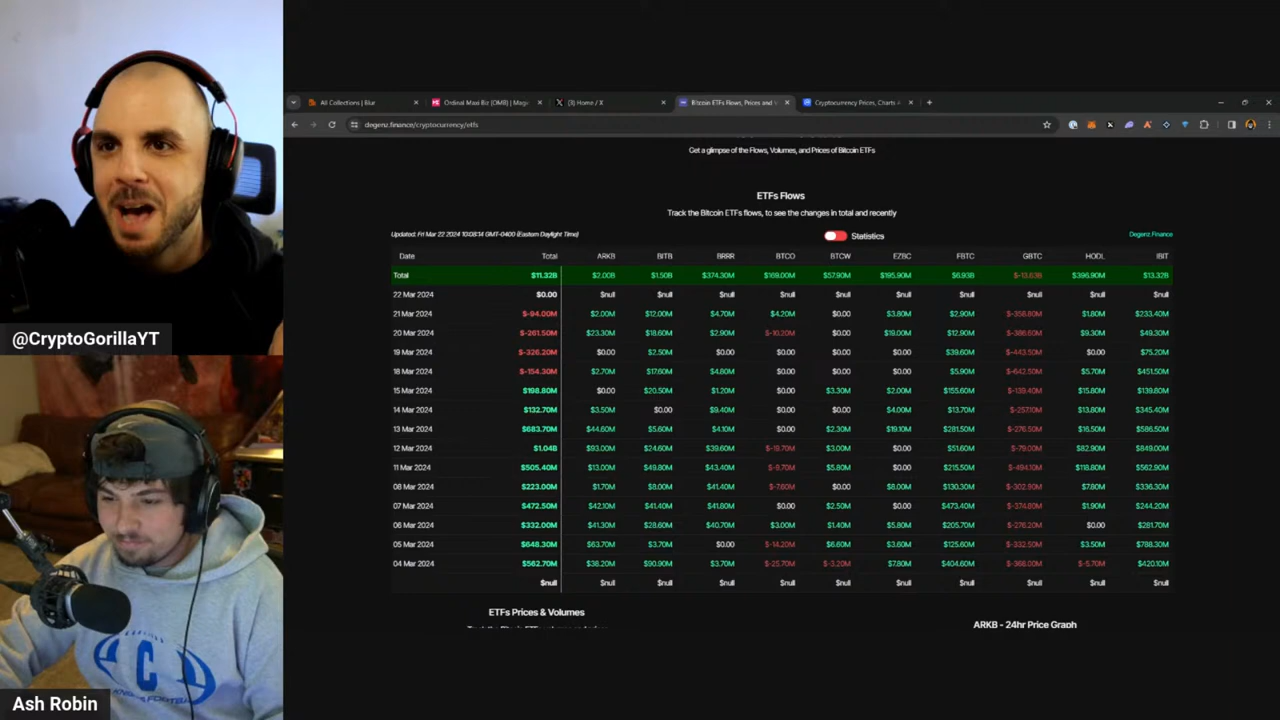 All Collections | Blur
Ordinal Maxi Biz (OMB) | Mag
(3) Home / X
Bitcoin ETFs Flows, Prices and V
Cryptocurrency Prices, Charts
degenz.finance/cryptocurrency/etfs
Get a glimpse of the Flows, Volumes, and Prices of Bitcoin ETFs
ETFs Flows
Track the Bitcoin ETFs flows, to see the changes in total and recently
Updated: Fri Mar 22 2024 10:08:14 GMT-0400 (Eastern Daylight Time)
Statistics
Degenz.Finance
Date Total ARKB BITB BRRR BTCO BTCW EZBC FBTC GBTC HODL IBIT
Total $11.32B $2.00B $1.50B $374.30M $169.00M $57.90M $195.90M $6.93B $-13.63B $396.90M $13.32B
22 Mar 2024 $0.00 $null $null $null $null $null $null $null $null $null $null
21 Mar 2024 $-94.00M $2.00M $12.00M $4.70M $4.20M $0.00 $3.80M $2.90M $-358.80M $1.80M $233.40M
20 Mar 2024 $-261.50M $23.30M $18.60M $2.90M $-10.20M $0.00 $19.00M $12.90M $-386.60M $9.30M $49.30M
19 Mar 2024 $-326.20M $0.00 $2.50M $0.00 $0.00 $0.00 $0.00 $39.60M $-443.50M $0.00 $75.20M
18 Mar 2024 $-154.30M $2.70M $17.60M $4.80M $0.00 $0.00 $0.00 $5.90M $-642.50M $5.70M $451.50M
15 Mar 2024 $198.80M $0.00 $20.50M $1.20M $0.00 $3.30M $2.00M $155.60M $-139.40M $15.80M $139.80M
14 Mar 2024 $132.70M $3.50M $0.00 $9.40M $0.00 $0.00 $4.00M $13.70M $-257.10M $13.80M $345.40M
13 Mar 2024 $683.70M $44.60M $5.60M $4.10M $0.00 $2.30M $19.10M $281.50M $-276.50M $16.50M $586.50M
12 Mar 2024 $1.04B $93.00M $24.60M $39.60M $-19.70M $3.00M $0.00 $51.60M $-79.00M $82.90M $849.00M
11 Mar 2024 $505.40M $13.00M $49.80M $43.40M $-9.70M $5.80M $0.00 $215.50M $-494.10M $118.80M $562.90M
08 Mar 2024 $223.00M $1.70M $8.00M $41.40M $-7.60M $0.00 $8.00M $130.30M $-302.90M $7.80M $336.30M
07 Mar 2024 $472.50M $42.10M $41.40M $41.80M $0.00 $2.50M $0.00 $473.40M $-374.80M $1.90M $244.20M
06 Mar 2024 $332.00M $41.30M $28.60M $40.70M $3.00M $1.40M $5.80M $205.70M $-276.20M $0.00 $281.70M
05 Mar 2024 $648.30M $63.70M $3.70M $0.00 $-14.20M $6.60M $3.60M $125.60M $-332.50M $3.50M $788.30M
04 Mar 2024 $562.70M $38.20M $90.90M $3.70M $-25.70M $-3.20M $7.80M $404.60M $-368.00M $-5.70M $420.10M
$null $null $null $null $null $null $null $null $null $null $null
ETFs Prices & Volumes
ARKB - 24hr Price Graph
@CryptoGorillaYT
C
Ash Robin